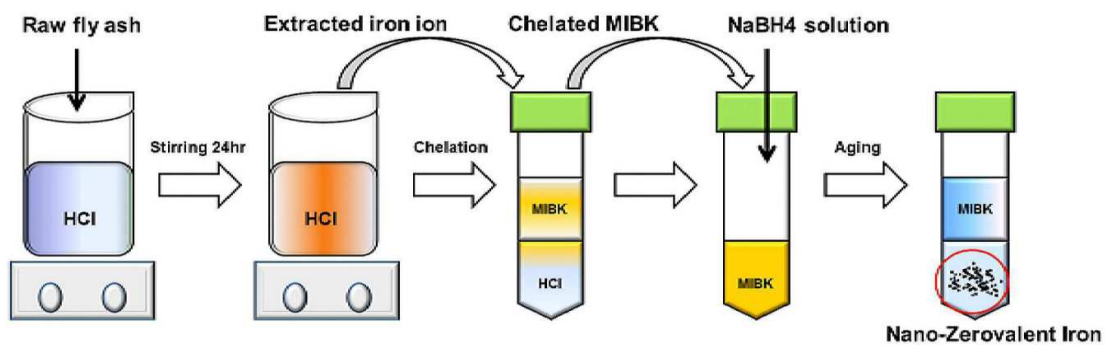 Raw fly ash
Extracted iron ion
Chelated MIBK
NaBH4 solution
Stirring 24hr
Chelation
Aging
HCl
HCl
MIBK
HCl
MIBK
MIBK
Nano-Zerovalent Iron